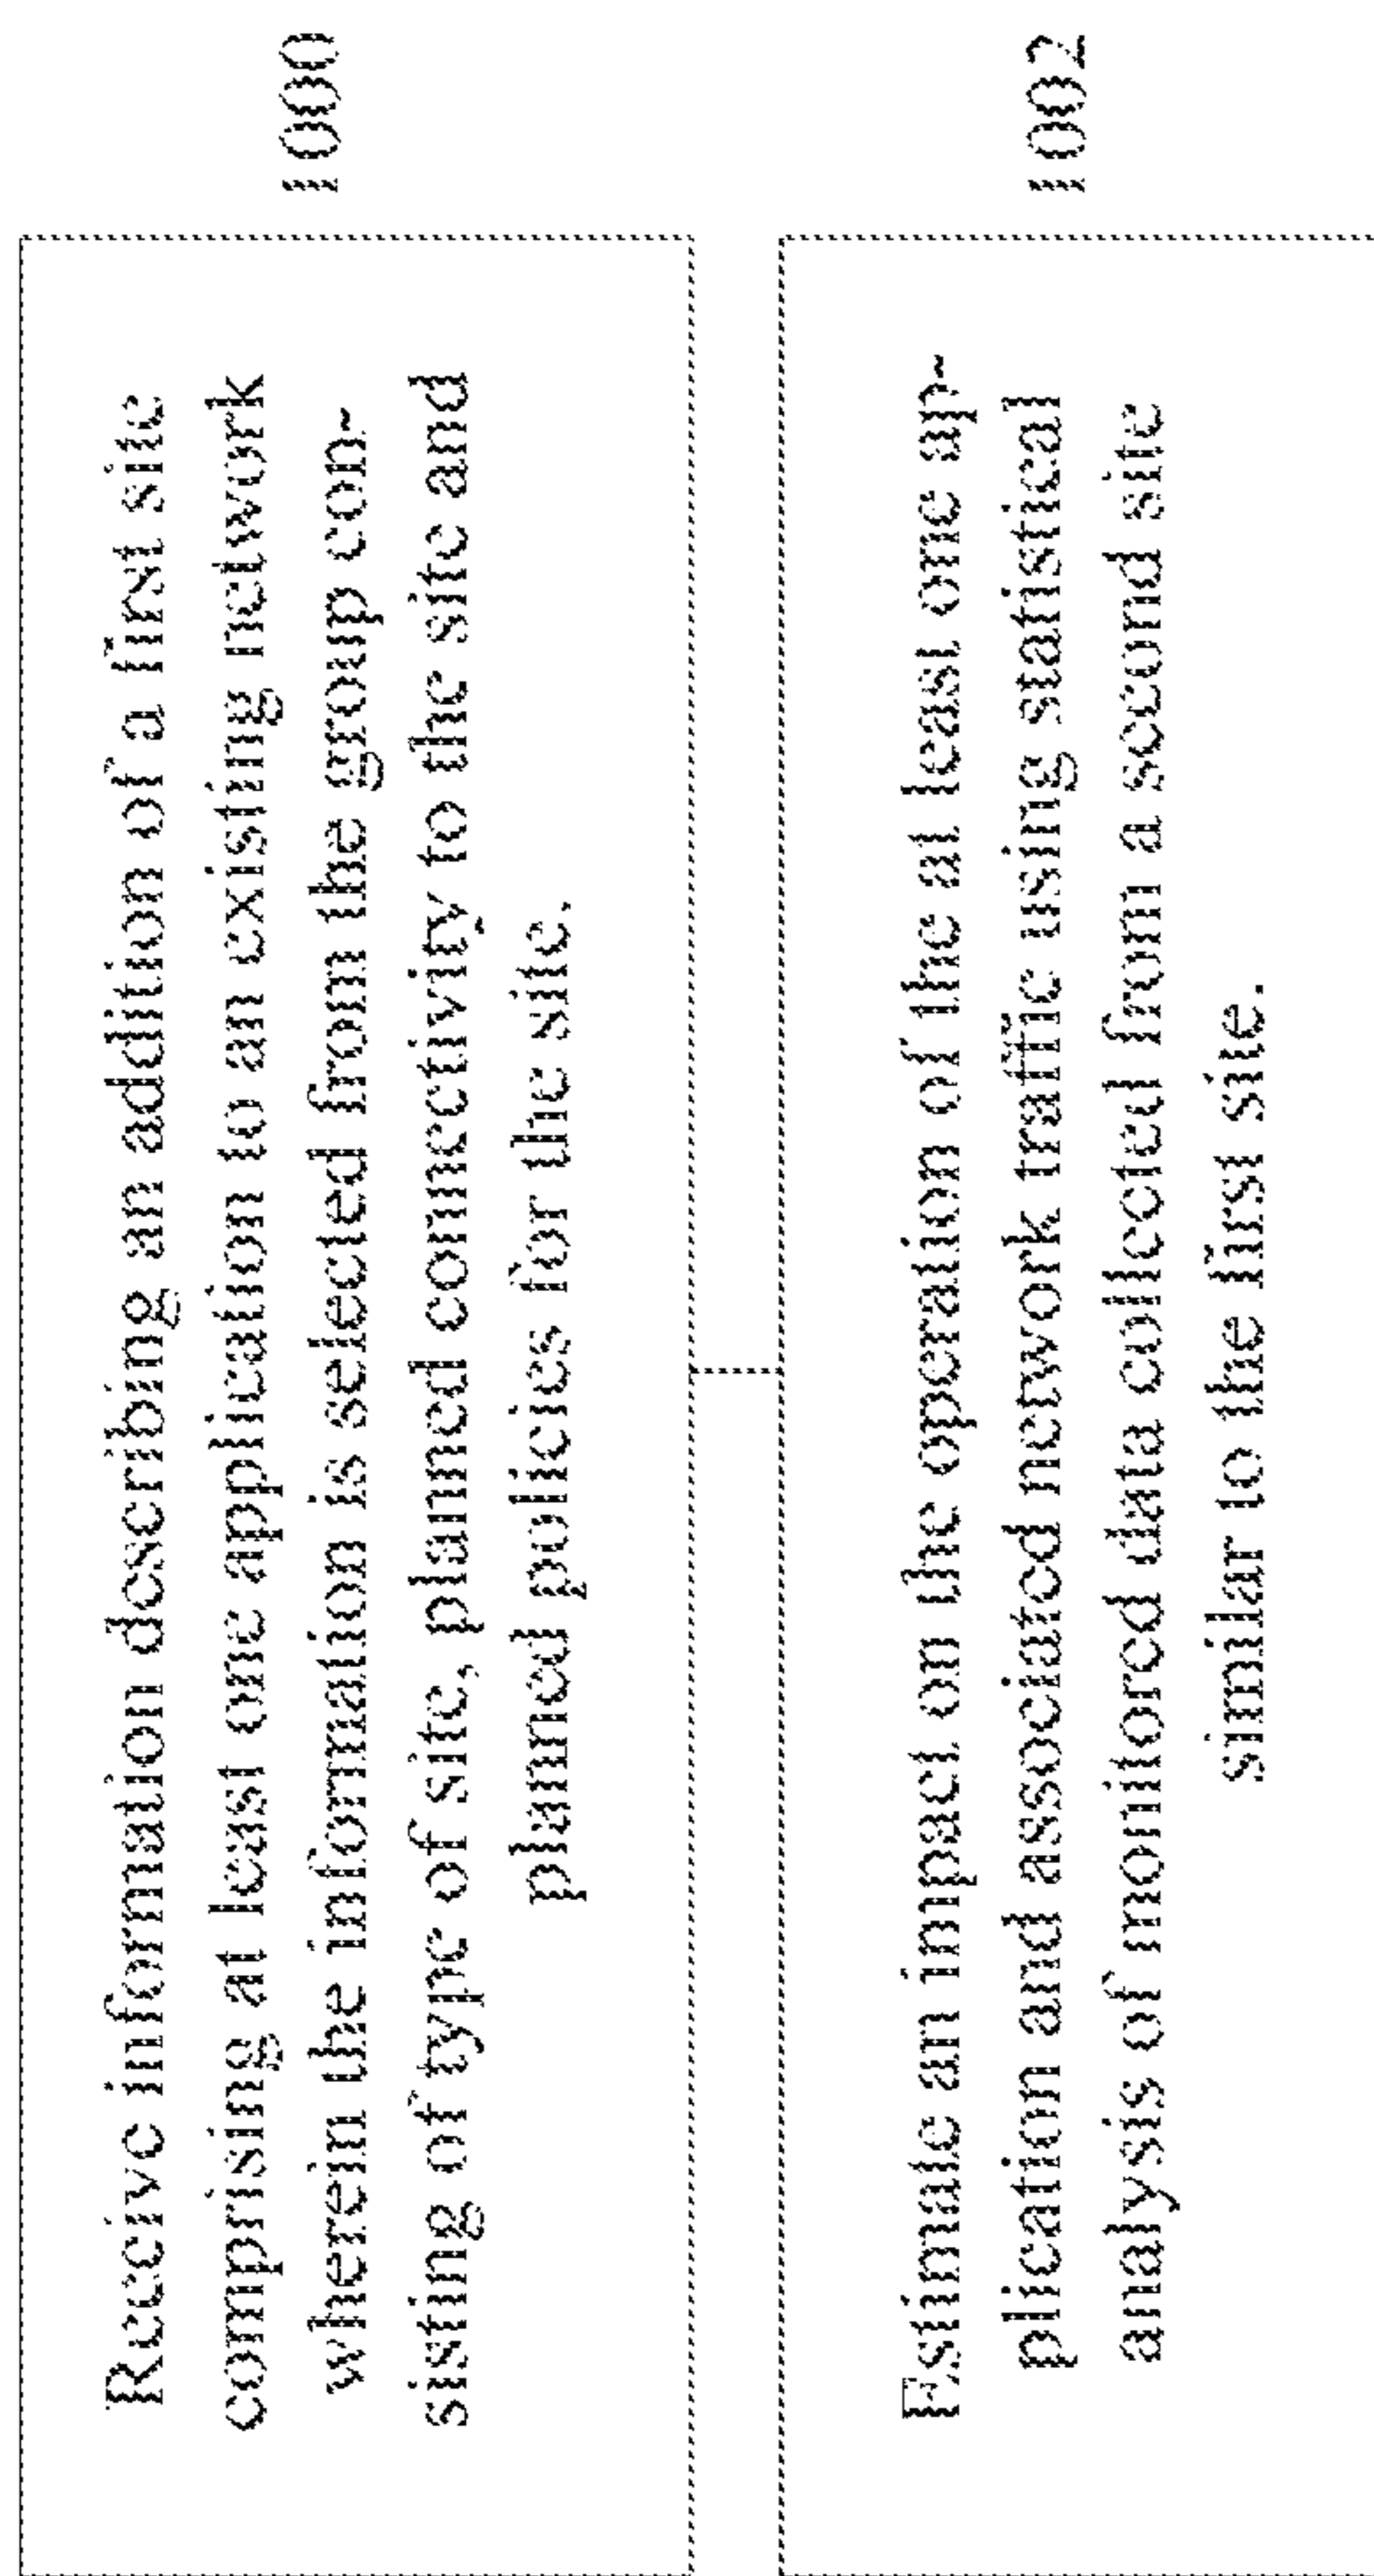 Receive information describing an addition of a first site
comprising at least one application to an existing network
wherein the information is selected from the group con-
sisting of type of site, planned connectivity to the site and
planned policies for the site.
1000
Estimate an impact on the operation of the at least one ap-
plication and associated network traffic using statistical
analysis of monitored data collected from a second site
similar to the first site.
1002